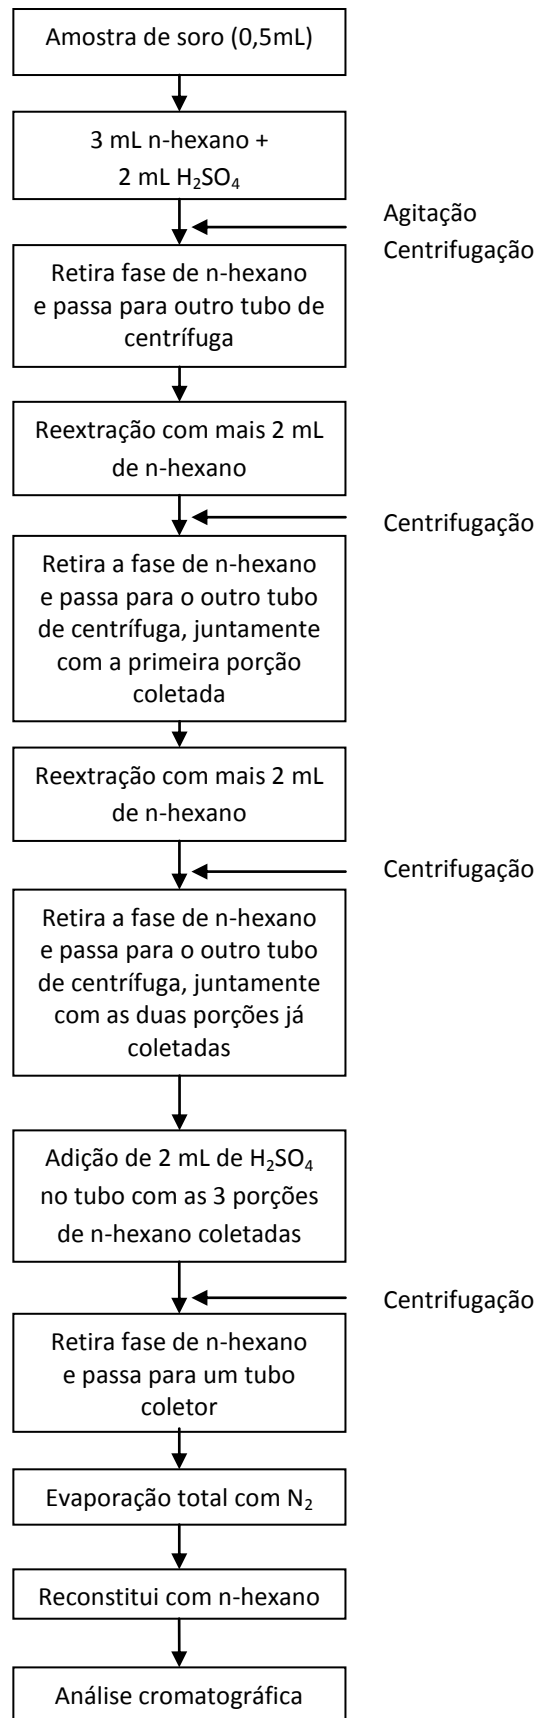 Amostra de soro (0,5mL)
3 mL n-hexano +
2 mL H₂SO₄
Agitação
Centrifugação
Retira fase de n-hexano
e passa para outro tubo de
centrífuga
Reextração com mais 2 mL
de n-hexano
Centrifugação
Retira a fase de n-hexano
e passa para o outro tubo
de centrífuga, juntamente
com a primeira porção
coletada
Reextração com mais 2 mL
de n-hexano
Centrifugação
Retira a fase de n-hexano
e passa para o outro tubo
de centrífuga, juntamente
com as duas porções já
coletadas
Adição de 2 mL de H₂SO₄
no tubo com as 3 porções
de n-hexano coletadas
Centrifugação
Retira fase de n-hexano
e passa para um tubo
coletor
Evaporação total com N₂
Reconstitui com n-hexano
Análise cromatográfica